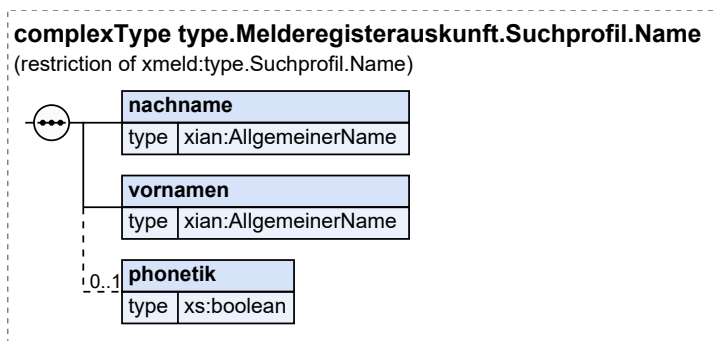 complexType type.Melderegisterauskunft.Suchprofil.Name
(restriction of xmeld:type.Suchprofil.Name)
nachname
type xian:AllgemeinerName
vornamen
type xian:AllgemeinerName
0..1 phonetik
type xs:boolean